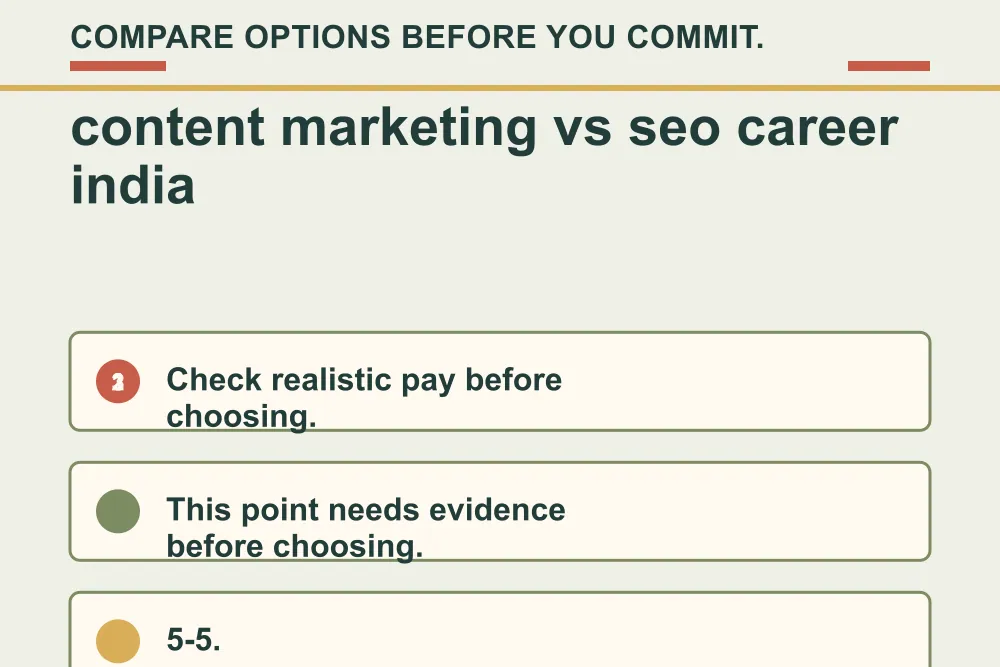 COMPARE OPTIONS BEFORE YOU COMMIT.
content marketing vs seo career
india
Check realistic pay before
choosing.
This point needs evidence
before choosing.
5-5.